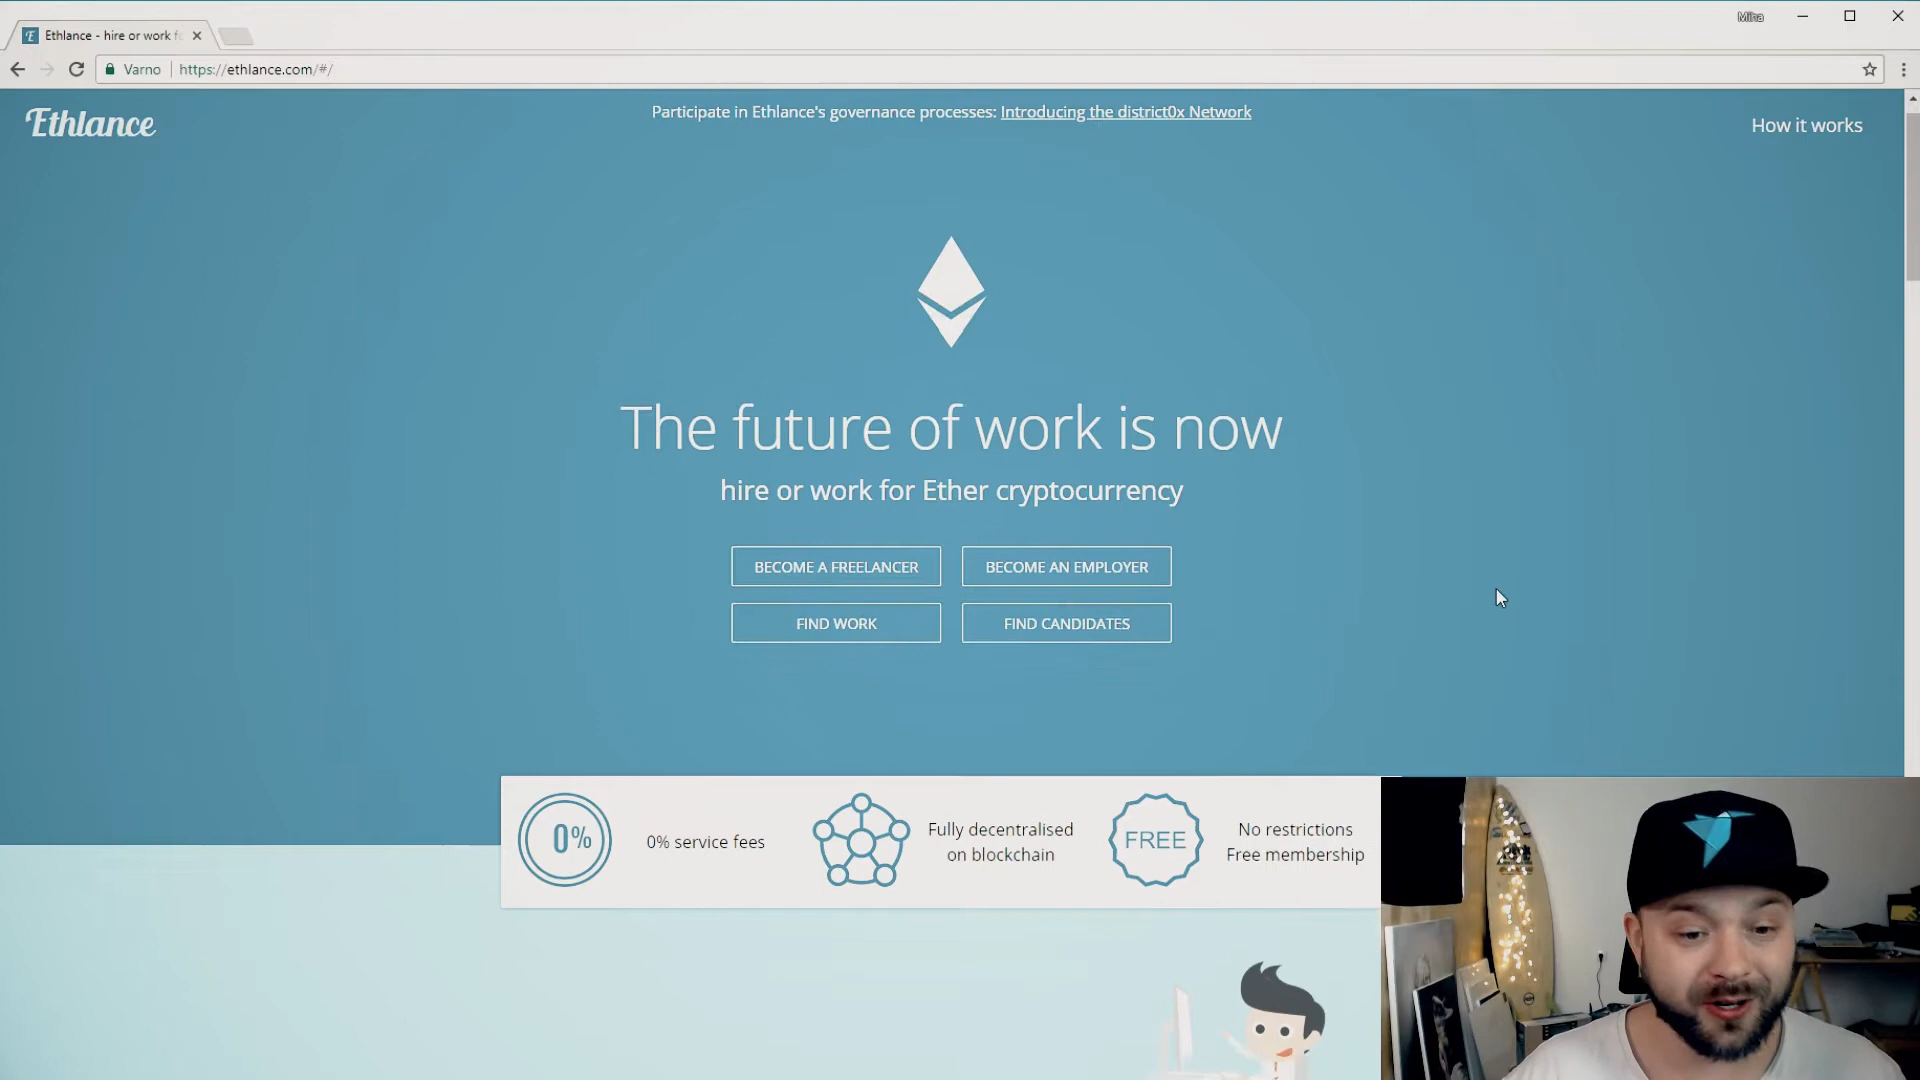 Miha
Ethlance - hire or work f
Varno
https://ethlance.com/#/
Ethlance
Participate in Ethlance's governance processes: Introducing the district0x Network
How it works
The future of work is now
hire or work for Ether cryptocurrency
BECOME A FREELANCER
BECOME AN EMPLOYER
FIND WORK
FIND CANDIDATES
0%
0% service fees
Fully decentralised
on blockchain
FREE
No restrictions
Free membership